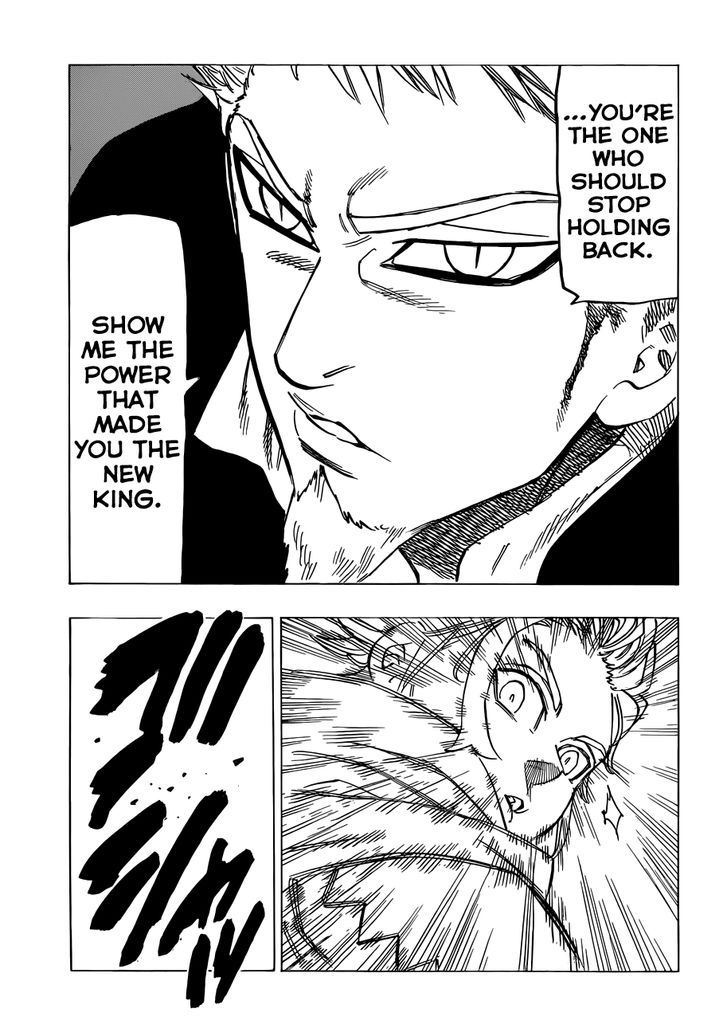 ...YOU'RE
THE ONE
WHO
SHOULD
STOP
HOLDING
BACK.
SHOW
ME THE
POWER
THAT
MADE
YOU THE
NEW
KING.